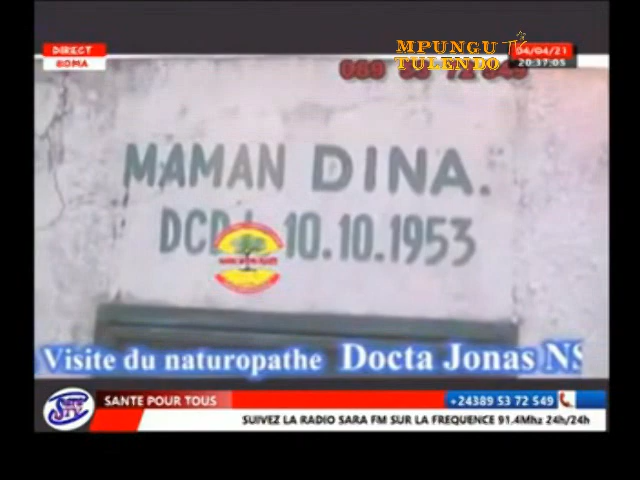 DIRECT
BOMA
MPUNGU TV
TULENDO
04/04/21
20:37:05
MAMAN DINA.
10.10.1953
Visite du naturopathe Docta Jonas NS
SANTE POUR TOUS
+24389 53 72 549
SUIVEZ LA RADIO SARA FM SUR LA FREQUENCE 91.4Mhz 24h/24h